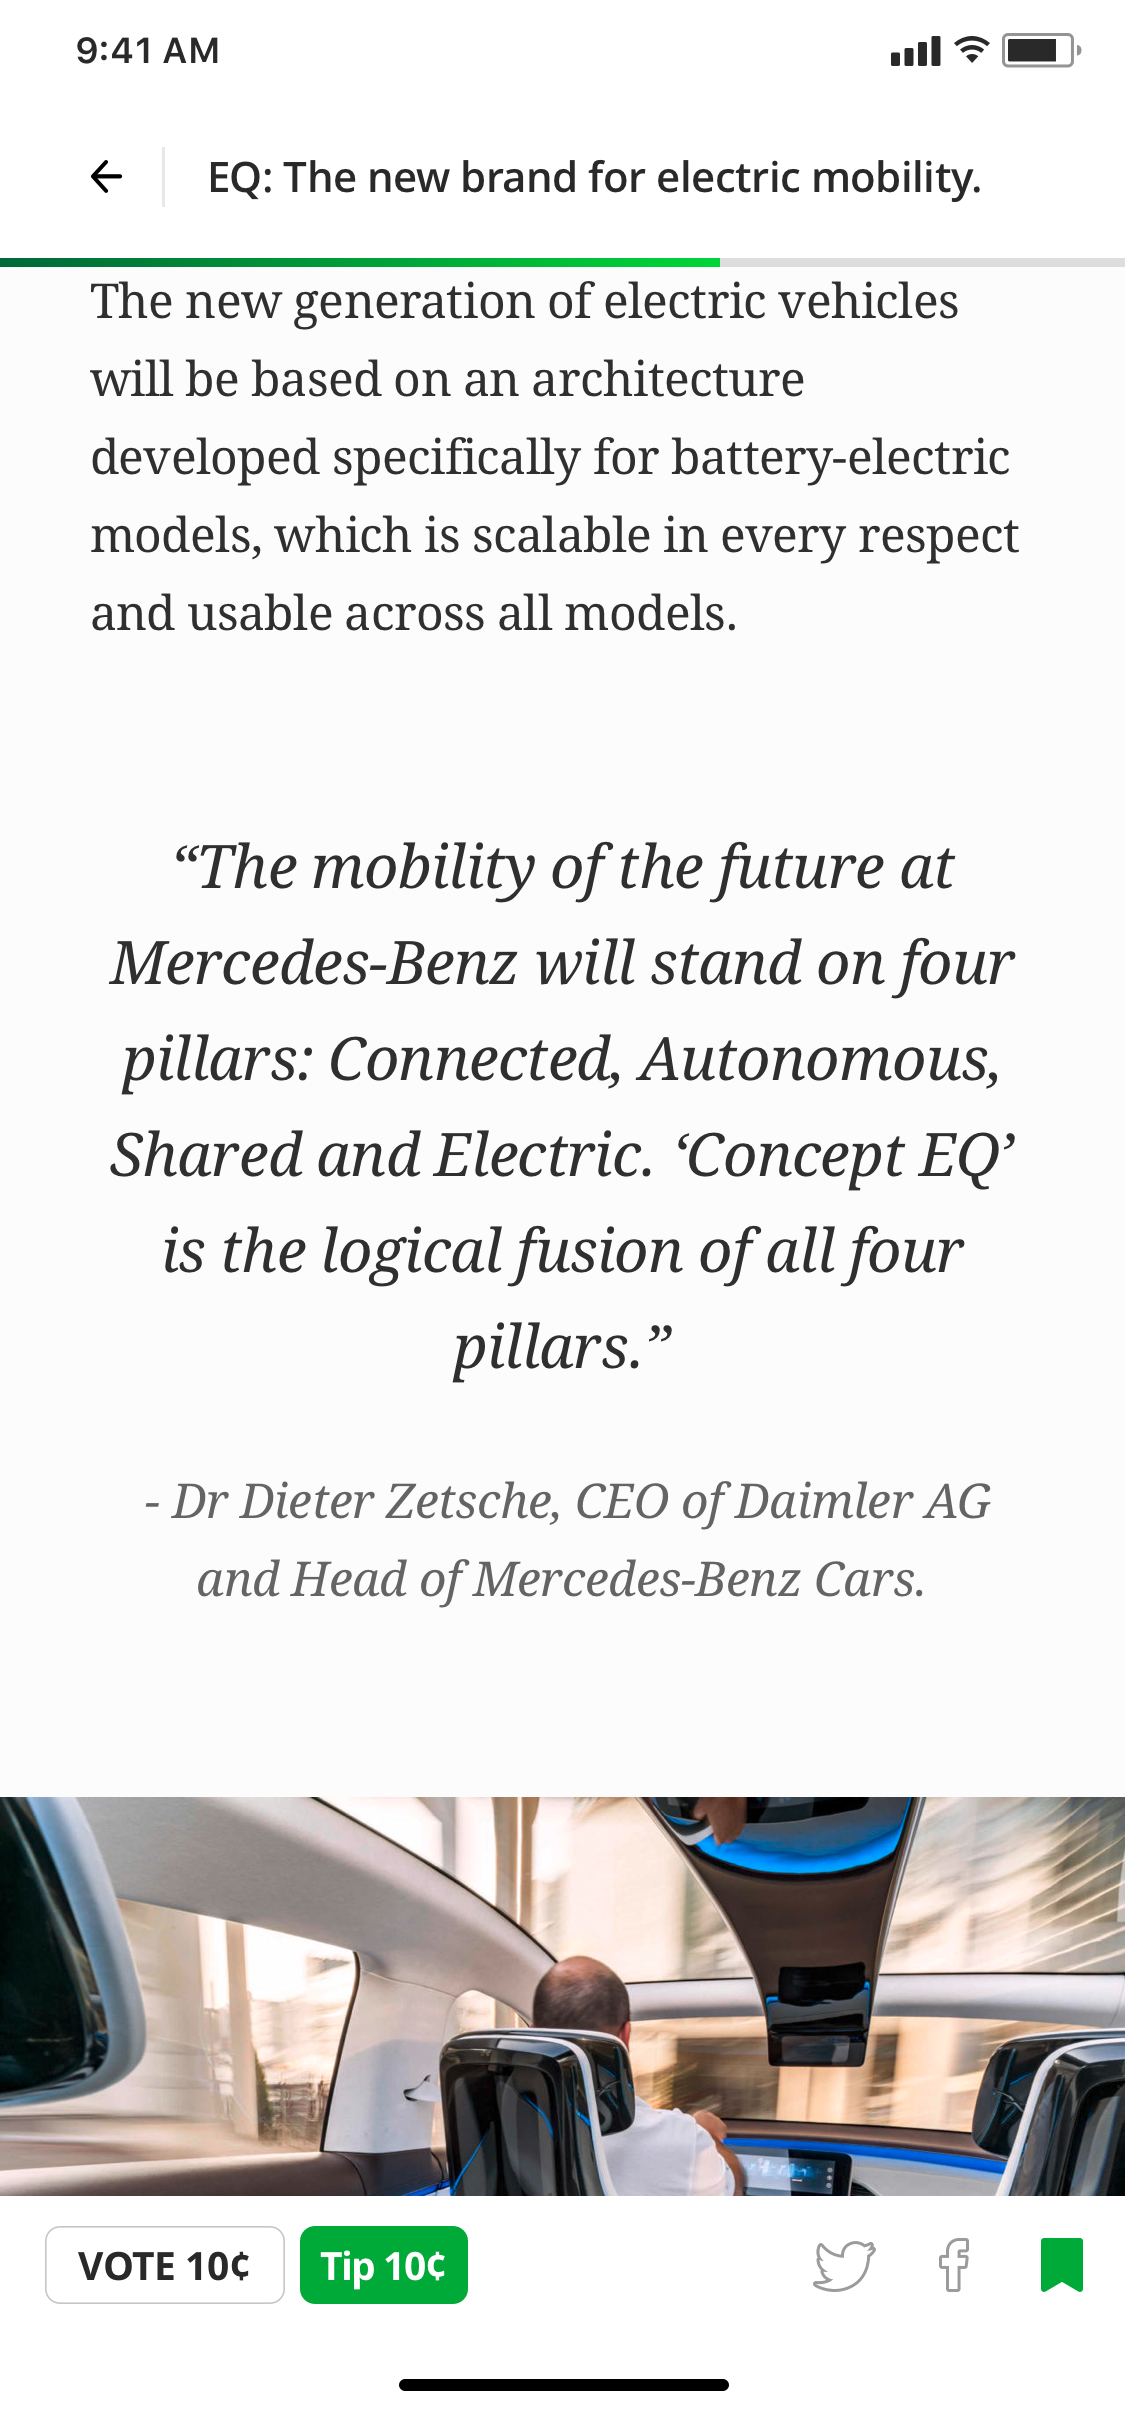 9:41 AM
EQ: The new brand for electric mobility.
The new generation of electric vehicles
will be based on an architecture
developed specifically for battery-electric
models, which is scalable in every respect
and usable across all models.
“The mobility of the future at
Mercedes-Benz will stand on four
pillars: Connected, Autonomous,
Shared and Electric. ‘Concept EQ’
is the logical fusion of all four
pillars.”
- Dr Dieter Zetsche, CEO of Daimler AG
and Head of Mercedes-Benz Cars.
VOTE 10¢
Tip 10¢